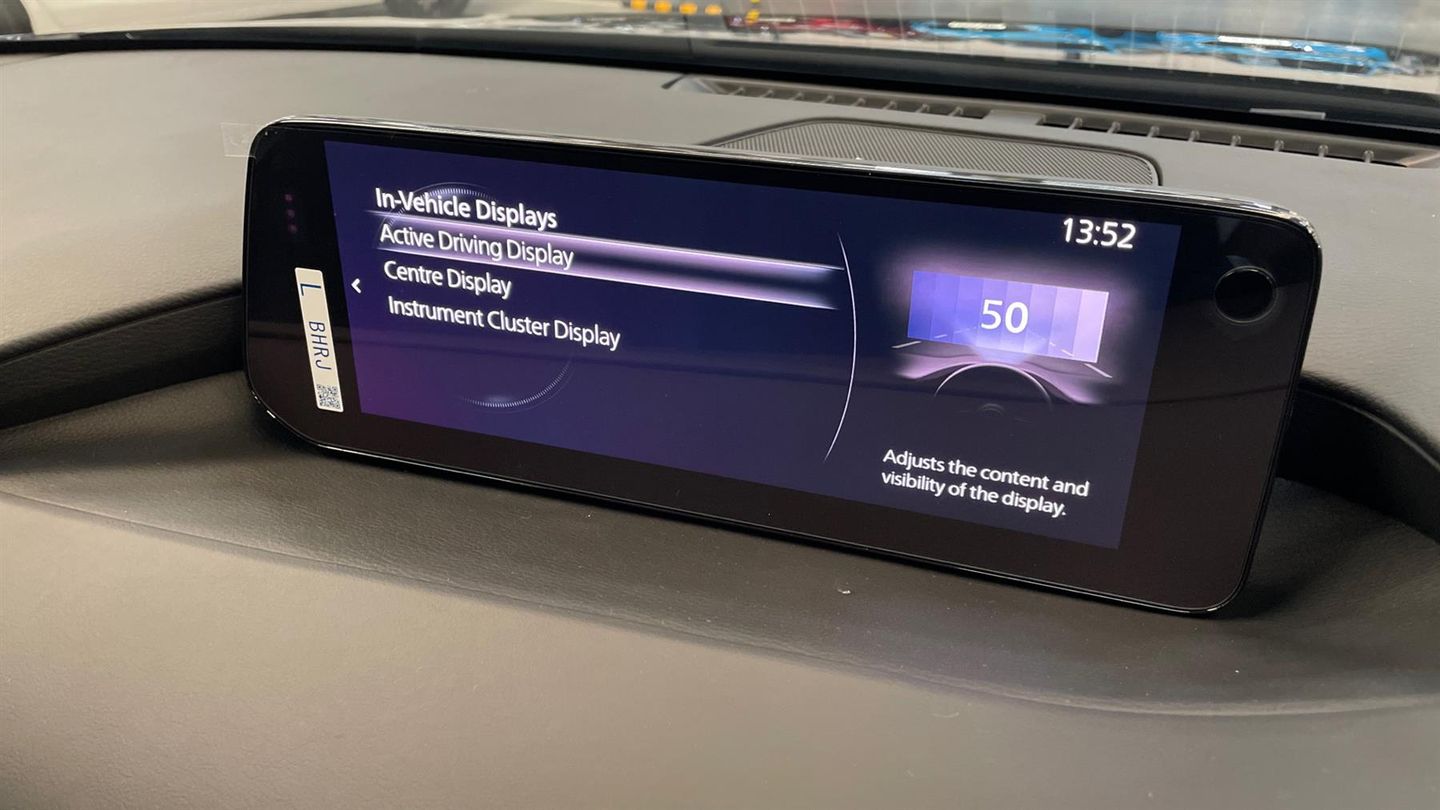 In-Vehicle Displays
Active Driving Display
Centre Display
Instrument Cluster Display
13:52
50
Adjusts the content and
visibility of the display.
L BHRJ